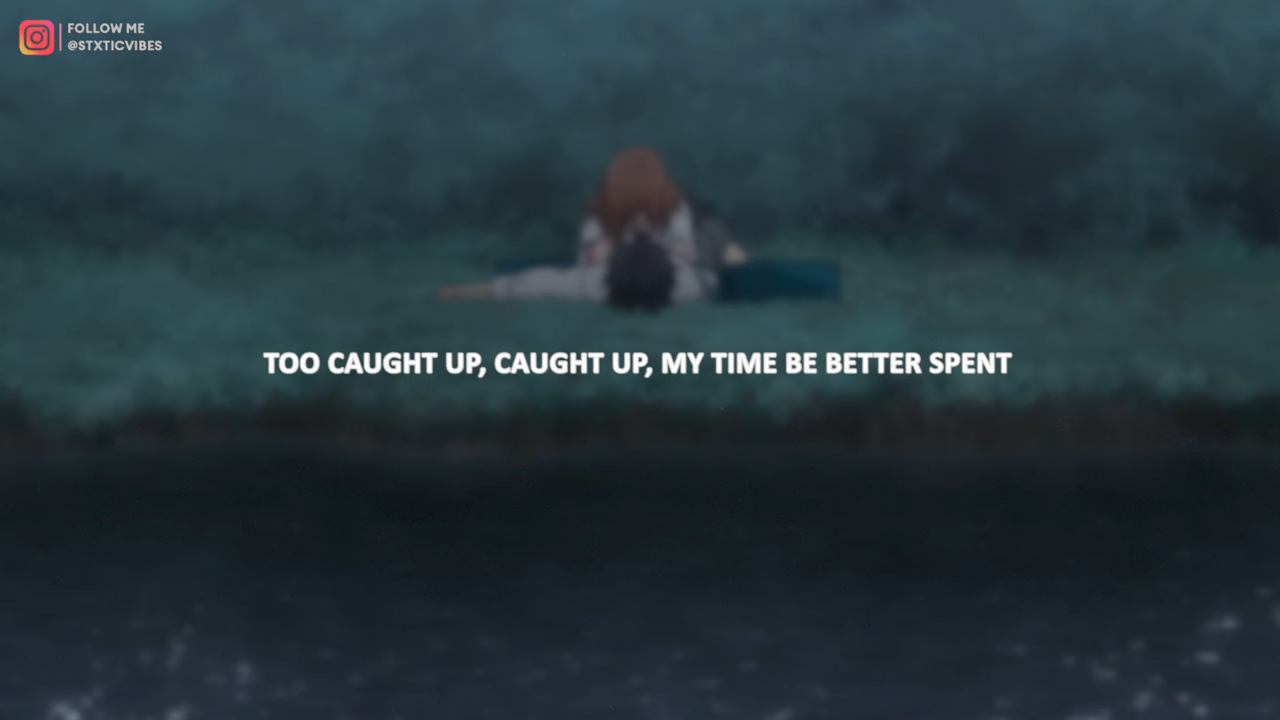 FOLLOW ME
@STXTICVIBES
TOO CAUGHT UP, CAUGHT UP, MY TIME BE BETTER SPENT